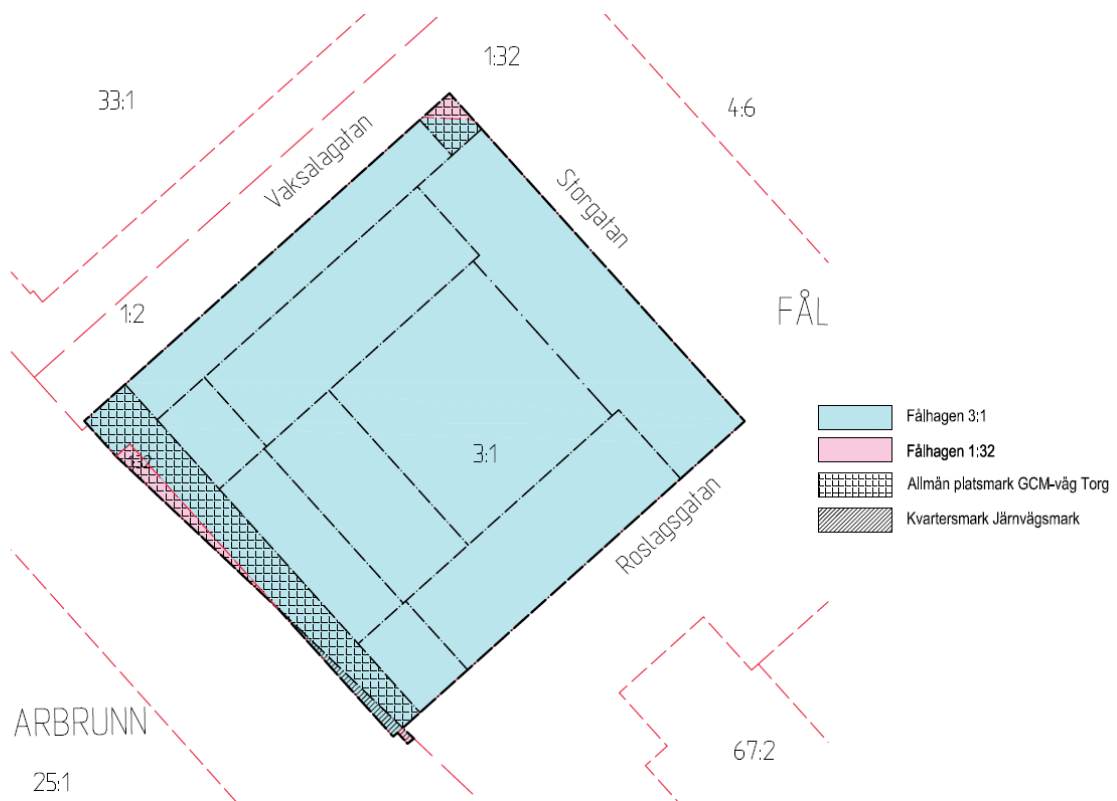 1:32
33:1
4:6
Vaksalagatan
Storgatan
1:2
FÅL
3:1
Roslagsgatan
Fålhagen 3:1
Fålhagen 1:32
Allmän platsmark GCM-väg Torg
Kvartersmark Järnvägsmark
ARBRUNN
25:1
67:2